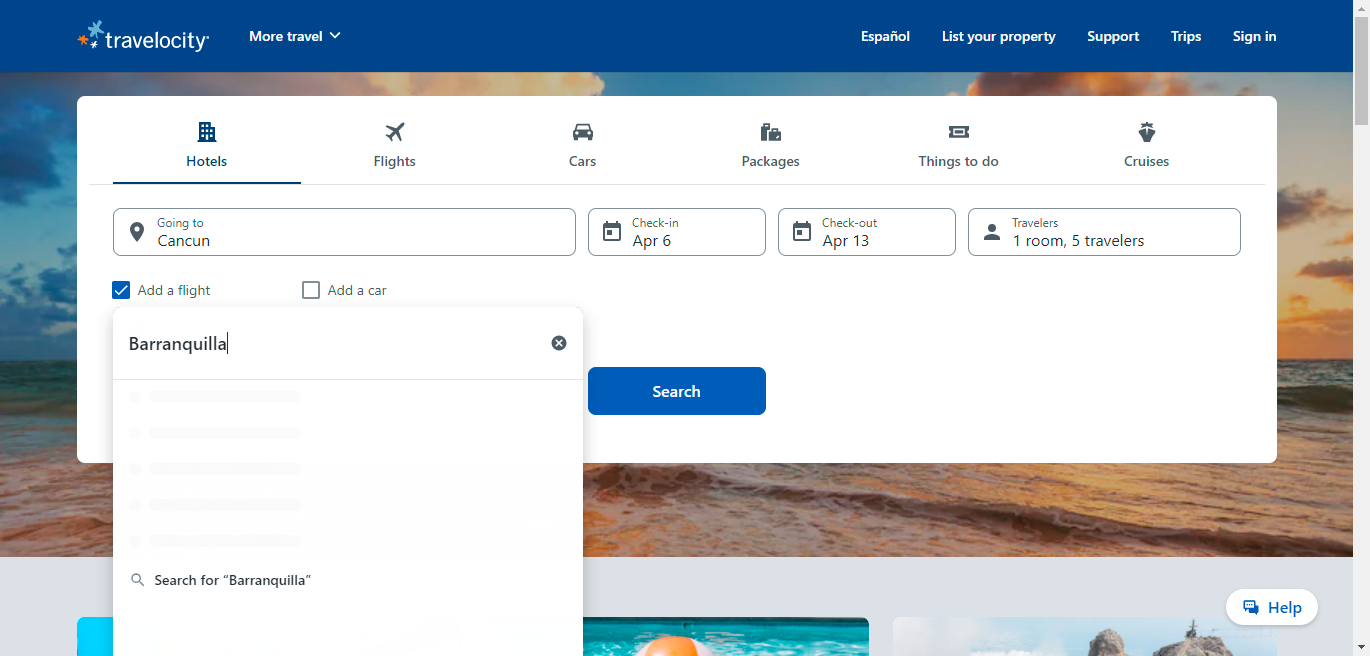 travelocity
More travel
Español
List your property
Support
Trips
Sign in
Hotels
Flights
Cars
Packages
Things to do
Cruises
Going to
Cancun
Check-in
Apr 6
Check-out
Apr 13
Travelers
1 room, 5 travelers
Add a flight
Add a car
Barranquilla
Search
Search for “Barranquilla”
Help